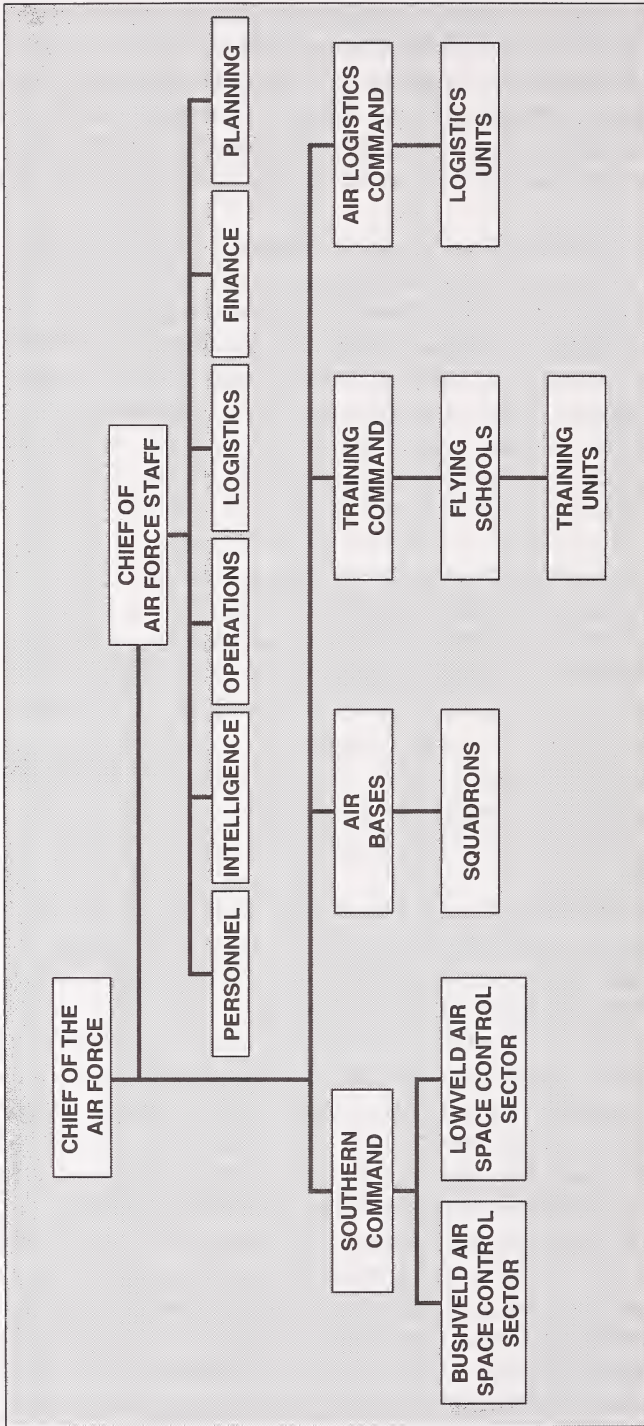 CHIEF OF THE
AIR FORCE
CHIEF OF
AIR FORCE STAFF
PERSONNEL
INTELLIGENCE
OPERATIONS
LOGISTICS
FINANCE
PLANNING
SOUTHERN
COMMAND
AIR
BASES
TRAINING
COMMAND
AIR LOGISTICS
COMMAND
BUSHVELD AIR
SPACE CONTROL
SECTOR
LOWVELD AIR
SPACE CONTROL
SECTOR
SQUADRONS
FLYING
SCHOOLS
LOGISTICS
UNITS
TRAINING
UNITS